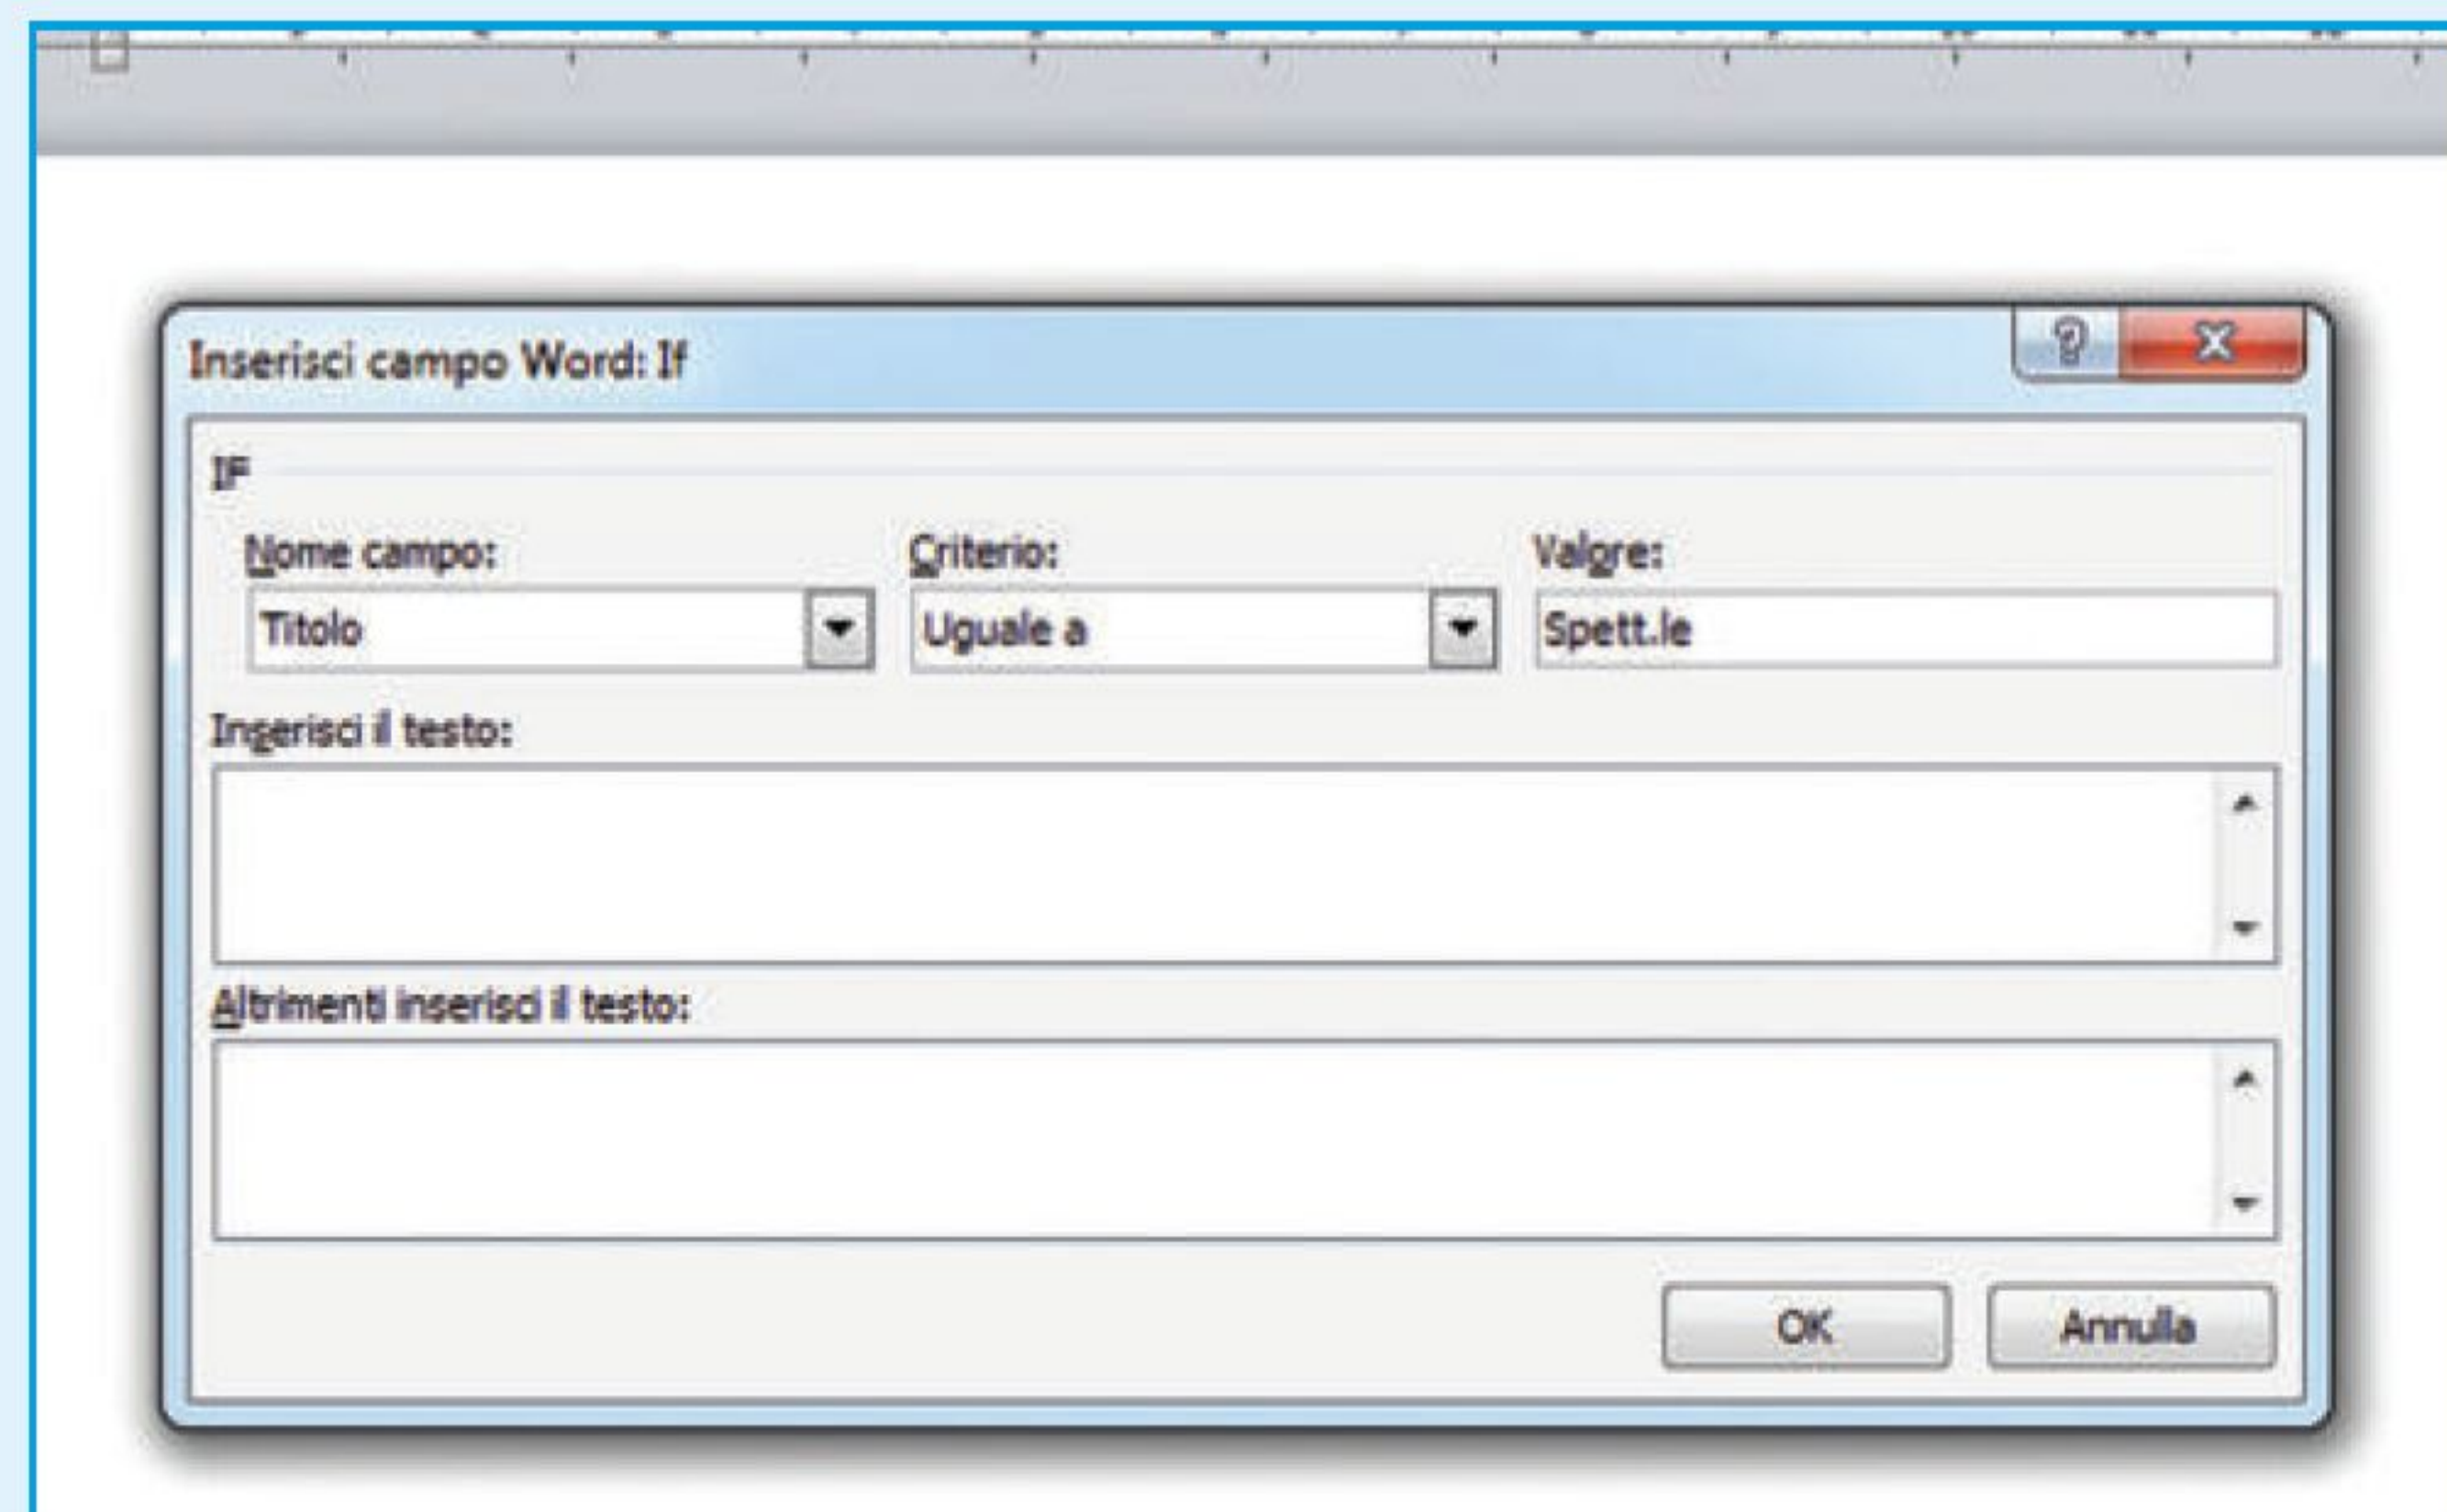 Inserisci campo Word: If
IF
Nome campo: Criterio: Valore:
Titolo Uguale a Spett.le
Inserisci il testo:
Altrimenti inserisci il testo:
OK Annulla